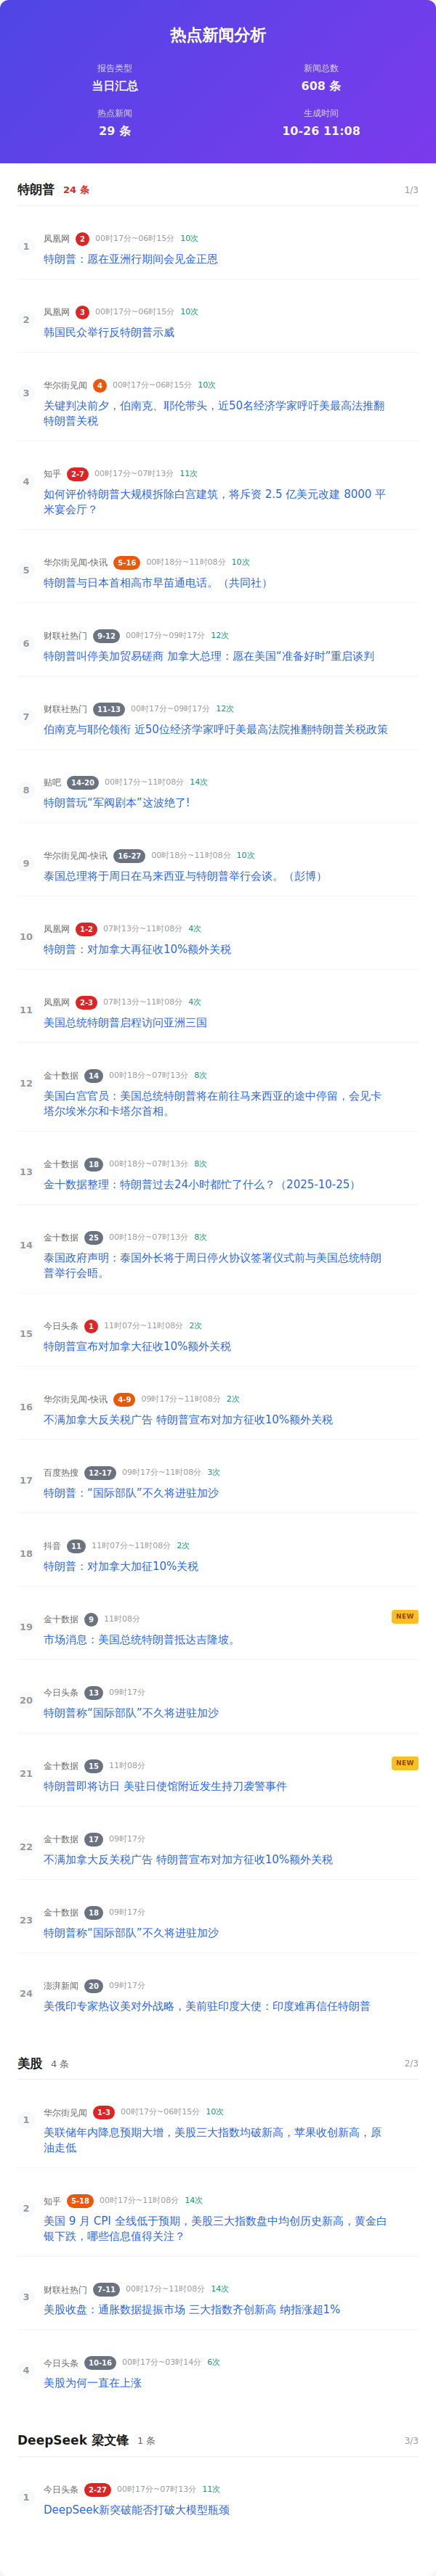 热点新闻分析
报告类型
当日汇总
新闻总数
608 条
热点新闻
29 条
生成时间
10-26 11:08
特朗普 24 条 1/3
1 凤凰网 2 00时17分~06时15分 10次
特朗普：愿在亚洲行期间会见金正恩
2 凤凰网 3 00时17分~06时15分 10次
韩国民众举行反特朗普示威
3 华尔街见闻 4 00时17分~06时15分 10次
关键判决前夕，伯南克、耶伦带头，近50名经济学家呼吁美最高法推翻
特朗普关税
4 知乎 2-7 00时17分~07时13分 11次
如何评价特朗普大规模拆除白宫建筑，将斥资 2.5 亿美元改建 8000 平
米宴会厅？
5 华尔街见闻-快讯 5-16 00时18分~11时08分 10次
特朗普与日本首相高市早苗通电话。（共同社）
6 财联社热门 9-12 00时17分~09时17分 12次
特朗普叫停美加贸易磋商 加拿大总理：愿在美国“准备好时”重启谈判
7 财联社热门 11-13 00时17分~09时17分 12次
伯南克与耶伦领衔 近50位经济学家呼吁美最高法院推翻特朗普关税政策
8 贴吧 14-20 00时17分~11时08分 14次
特朗普玩“军阀剧本”这波绝了!
9 华尔街见闻-快讯 16-27 00时18分~11时08分 10次
泰国总理将于周日在马来西亚与特朗普举行会谈。（彭博）
10 凤凰网 1-2 07时13分~11时08分 4次
特朗普：对加拿大再征收10%额外关税
11 凤凰网 2-3 07时13分~11时08分 4次
美国总统特朗普启程访问亚洲三国
12 金十数据 14 00时18分~07时13分 8次
美国白宫官员：美国总统特朗普将在前往马来西亚的途中停留，会见卡
塔尔埃米尔和卡塔尔首相。
13 金十数据 18 00时18分~07时13分 8次
金十数据整理：特朗普过去24小时都忙了什么？（2025-10-25）
14 金十数据 25 00时18分~07时13分 8次
泰国政府声明：泰国外长将于周日停火协议签署仪式前与美国总统特朗
普举行会晤。
15 今日头条 1 11时07分~11时08分 2次
特朗普宣布对加拿大征收10%额外关税
16 华尔街见闻-快讯 4-9 09时17分~11时08分 2次
不满加拿大反关税广告 特朗普宣布对加方征收10%额外关税
17 百度热搜 12-17 09时17分~11时08分 3次
特朗普：“国际部队”不久将进驻加沙
18 抖音 11 11时07分~11时08分 2次
特朗普：对加拿大加征10%关税
19 金十数据 9 11时08分 NEW
市场消息：美国总统特朗普抵达吉隆坡。
20 今日头条 13 09时17分
特朗普称“国际部队”不久将进驻加沙
21 金十数据 15 11时08分 NEW
特朗普即将访日 美驻日使馆附近发生持刀袭警事件
22 金十数据 17 09时17分
不满加拿大反关税广告 特朗普宣布对加方征收10%额外关税
23 金十数据 18 09时17分
特朗普称“国际部队”不久将进驻加沙
24 澎湃新闻 20 09时17分
美俄印专家热议美对外战略，美前驻印度大使：印度难再信任特朗普
美股 4 条 2/3
1 华尔街见闻 1-3 00时17分~06时15分 10次
美联储年内降息预期大增，美股三大指数均破新高，苹果收创新高，原
油走低
2 知乎 5-18 00时17分~11时08分 14次
美国 9 月 CPI 全线低于预期，美股三大指数盘中均创历史新高，黄金白
银下跌，哪些信息值得关注？
3 财联社热门 7-11 00时17分~11时08分 14次
美股收盘：通胀数据提振市场 三大指数齐创新高 纳指涨超1%
4 今日头条 10-16 00时17分~03时14分 6次
美股为何一直在上涨
DeepSeek 梁文锋 1 条 3/3
1 今日头条 2-27 00时17分~07时13分 11次
DeepSeek新突破能否打破大模型瓶颈